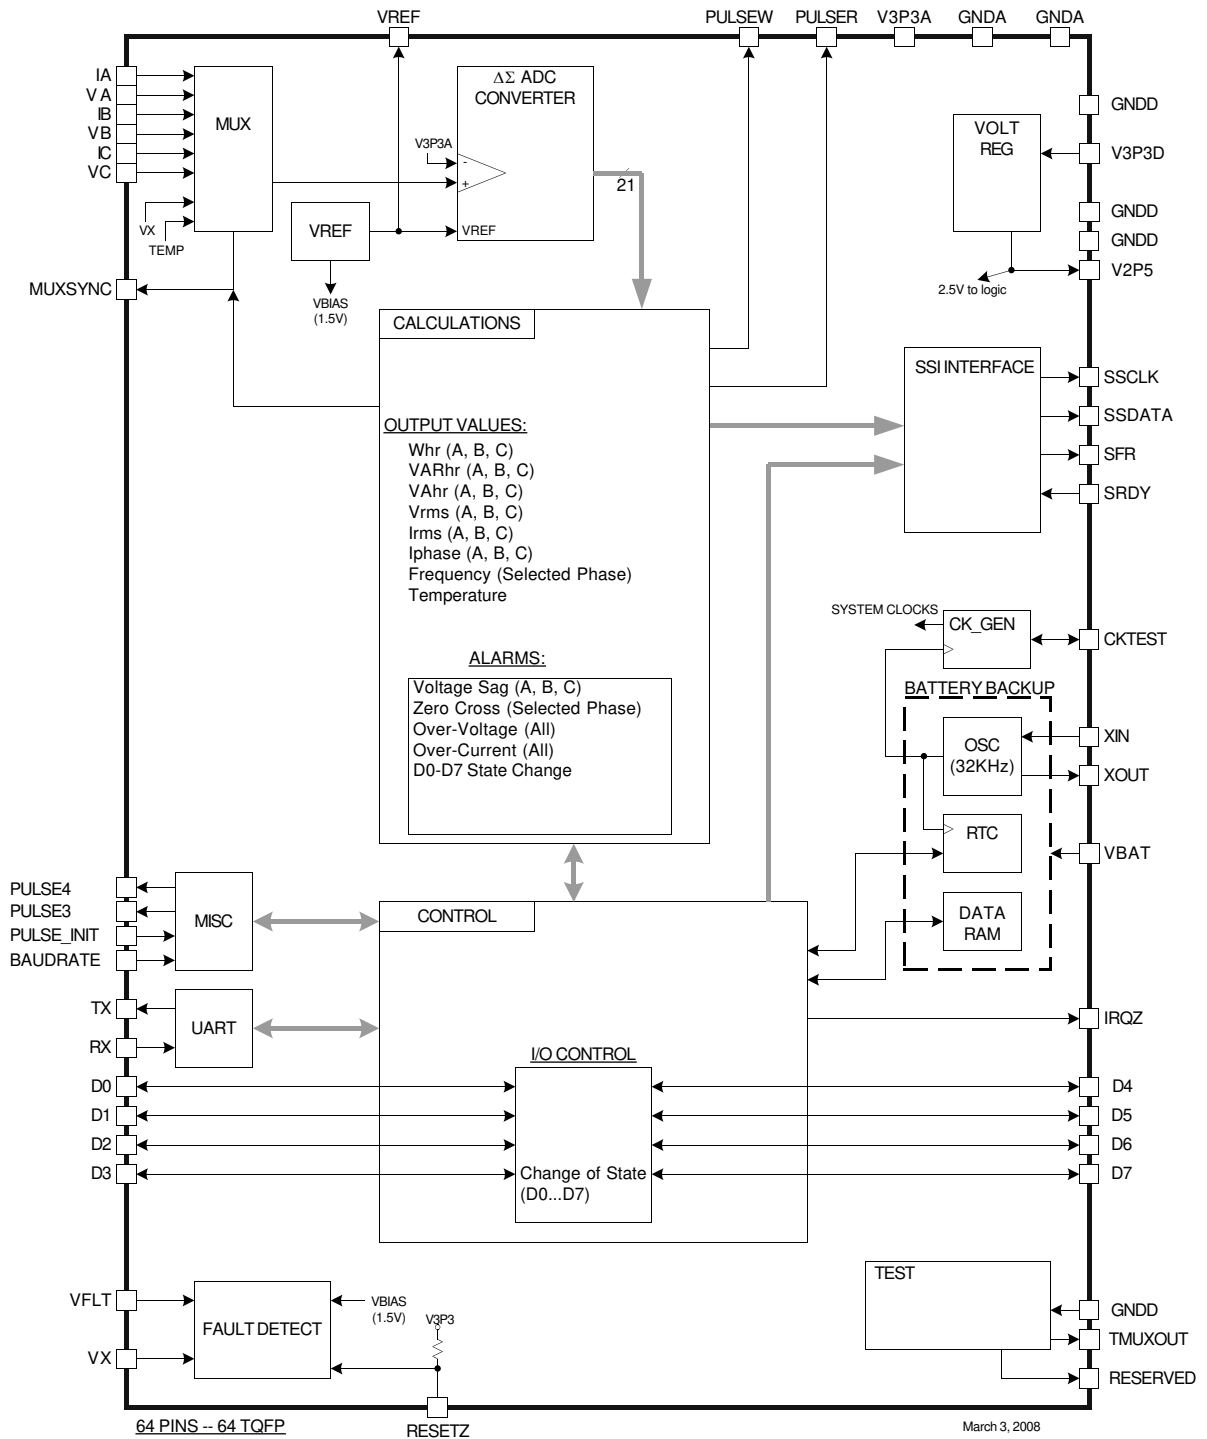 VREF
PULSEW
PULSER
V3P3A
GNDA
GNDA
IA
VA
IB
VB
IC
VC
MUX
VX
TEMP
MUXSYNC
ΔΣ ADC
CONVERTER
V3P3A
-
+
VREF
21
VREF
VBIAS
(1.5V)
VOLT
REG
GNDD
V3P3D
GNDD
GNDD
V2P5
2.5V to logic
CALCULATIONS
OUTPUT VALUES:
Whr (A, B, C)
VARhr (A, B, C)
VAhr (A, B, C)
Vrms (A, B, C)
Irms (A, B, C)
Iphase (A, B, C)
Frequency (Selected Phase)
Temperature
ALARMS:
Voltage Sag (A, B, C)
Zero Cross (Selected Phase)
Over-Voltage (All)
Over-Current (All)
D0-D7 State Change
SSI INTERFACE
SSCLK
SSDATA
SFR
SRDY
SYSTEM CLOCKS
CK_GEN
CKTEST
BATTERY BACKUP
OSC
(32KHz)
XIN
XOUT
RTC
VBAT
DATA
RAM
PULSE4
PULSE3
PULSE_INIT
BAUDRATE
MISC
CONTROL
TX
RX
UART
IRQZ
I/O CONTROL
D0
D1
D2
D3
Change of State
(D0...D7)
D4
D5
D6
D7
VFLT
VX
FAULT DETECT
VBIAS
(1.5V)
V3P3
RESETZ
TEST
GNDD
TMUXOUT
RESERVED
64 PINS -- 64 TQFP
March 3, 2008